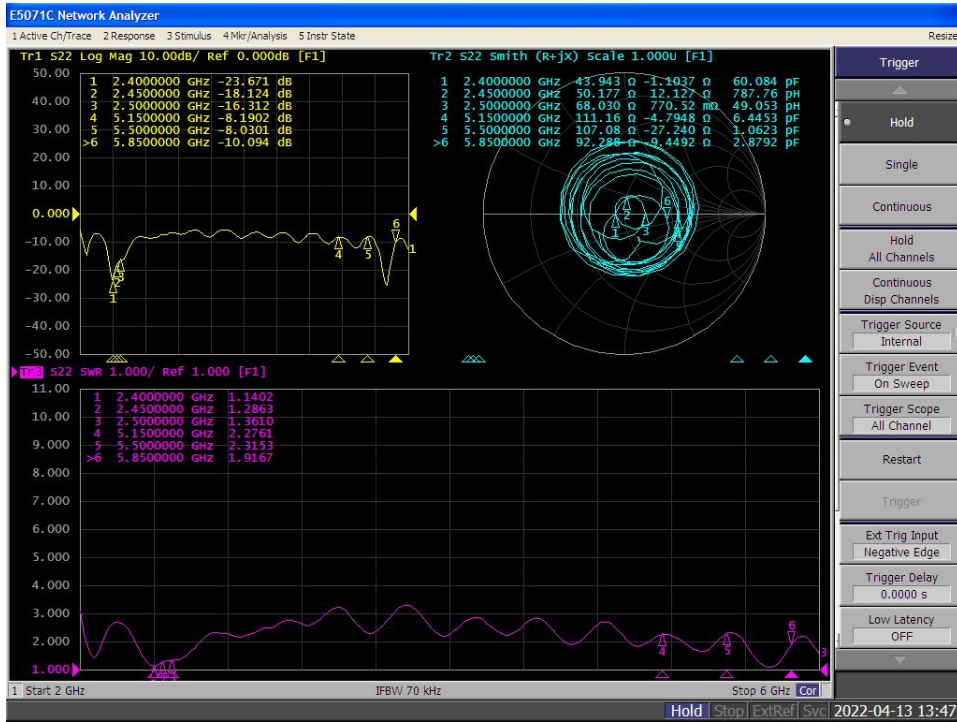 E5071C Network Analyzer
1 Active Ch/Trace 2 Response 3 Stimulus 4 Mkr/Analysis 5 Instr State
Resize
Tr1 S22 Log Mag 10.00dB/ Ref 0.000dB [F1]
50.00
40.00
30.00
20.00
10.00
0.000
-10.00
-20.00
-30.00
-40.00
-50.00
1 2.4000000 GHz -23.671 dB
2 2.4500000 GHz -18.124 dB
3 2.5000000 GHz -16.312 dB
4 5.1500000 GHz -8.1902 dB
5 5.5000000 GHz -8.0301 dB
>6 5.8500000 GHz -10.094 dB
Tr2 S22 Smith (R+jX) Scale 1.000U [F1]
1 2.4000000 GHz 43.943 Ω -1.1037 Ω 60.084 pF
2 2.4500000 GHz 50.177 Ω 12.127 Ω 787.76 pH
3 2.5000000 GHz 68.030 Ω 770.52 mΩ 49.053 pH
4 5.1500000 GHz 111.16 Ω -4.7948 Ω 6.4453 pF
5 5.5000000 GHz 107.08 Ω -27.240 Ω 1.0623 pF
>6 5.8500000 GHz 92.288 Ω -9.4492 Ω 2.8792 pF
Tr3 S22 SWR 1.000/ Ref 1.000 [F1]
11.00
10.00
9.000
8.000
7.000
6.000
5.000
4.000
3.000
2.000
1.000
1 2.4000000 GHz 1.1402
2 2.4500000 GHz 1.2863
3 2.5000000 GHz 1.3610
4 5.1500000 GHz 2.2761
5 5.5000000 GHz 2.3153
>6 5.8500000 GHz 1.9167
1 Start 2 GHz
IFBW 70 kHz
Stop 6 GHz Cor
Trigger
Hold
Single
Continuous
Hold
All Channels
Continuous
Disp Channels
Trigger Source
Internal
Trigger Event
On Sweep
Trigger Scope
All Channel
Restart
Trigger
Ext Trig Input
Negative Edge
Trigger Delay
0.0000 s
Low Latency
OFF
Hold Stop ExtRef Svc 2022-04-13 13:47